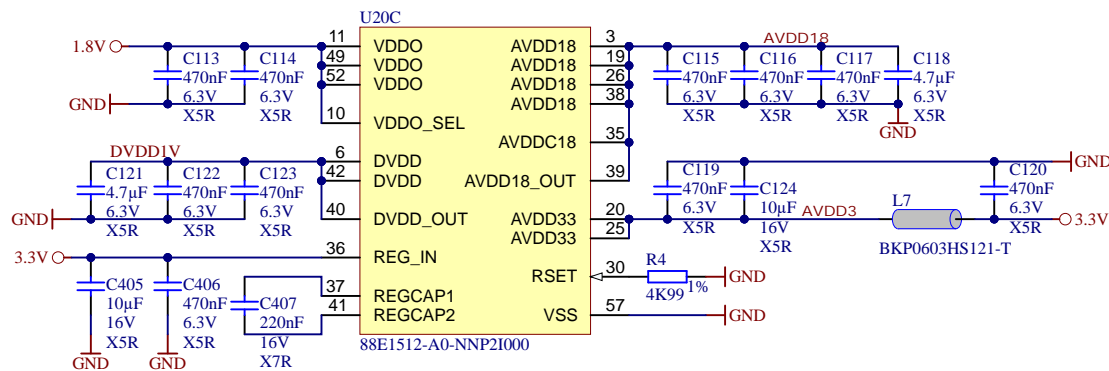 U20C
1.8V
GND
C113
470nF
6.3V
X5R
C114
470nF
6.3V
X5R
11
49
52
10
VDDO
VDDO
VDDO
VDDO_SEL
AVDD18
AVDD18
AVDD18
AVDD18
AVDDC18
AVDD18_OUT
3
19
26
38
35
39
AVDD18
C115
470nF
6.3V
X5R
C116
470nF
6.3V
X5R
C117
470nF
6.3V
X5R
C118
4.7µF
6.3V
X5R
GND
DVDD1V
GND
C121
4.7µF
6.3V
X5R
C122
470nF
6.3V
X5R
C123
470nF
6.3V
X5R
6
42
40
DVDD
DVDD
DVDD_OUT
AVDD33
AVDD33
20
25
C119
470nF
6.3V
X5R
C124
10µF
16V
X5R
AVDD3
L7
BKP0603HS121-T
C120
470nF
6.3V
X5R
GND
3.3V
3.3V
36
REG_IN
C405
10µF
16V
X5R
GND
C406
470nF
6.3V
X5R
GND
C407
220nF
16V
X7R
37
41
REGCAP1
REGCAP2
RSET
30
R4
4K99
1%
GND
VSS
57
GND
88E1512-A0-NNP2I000